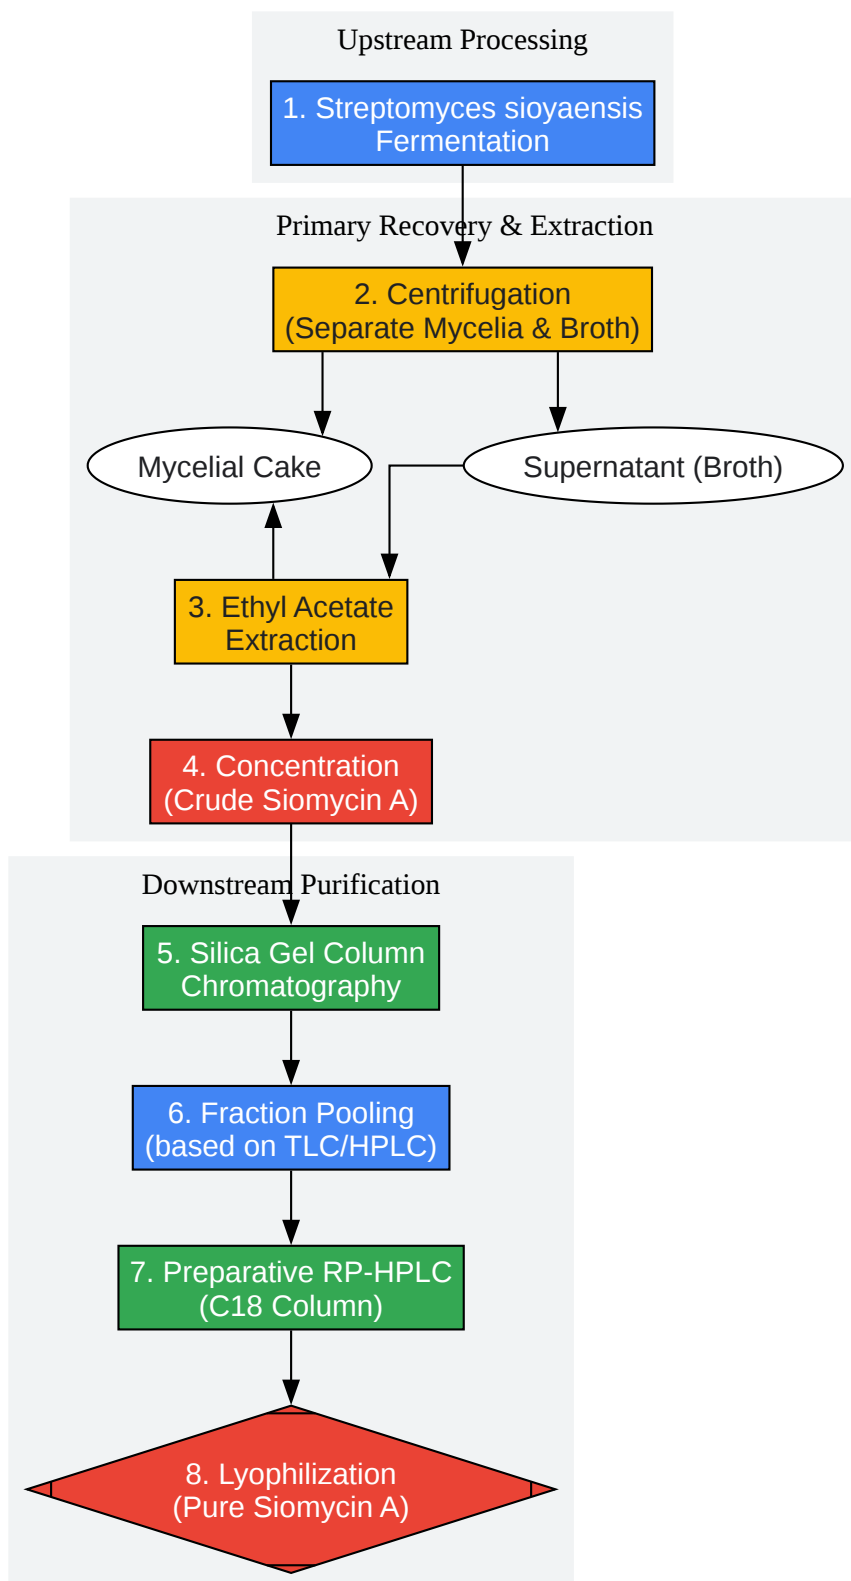 Upstream Processing
1. Streptomyces sioyaensis
Fermentation
Primary Recovery & Extraction
2. Centrifugation
(Separate Mycelia & Broth)
Mycelial Cake
Supernatant (Broth)
3. Ethyl Acetate
Extraction
4. Concentration
(Crude Siomycin A)
Downstream Purification
5. Silica Gel Column
Chromatography
6. Fraction Pooling
(based on TLC/HPLC)
7. Preparative RP-HPLC
(C18 Column)
8. Lyophilization
(Pure Siomycin A)